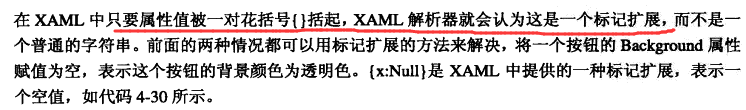 在 XAML 中只要属性值被一对花括号{}括起，XAML 解析器就会认为这是一个标记扩展，而不是一
个普通的字符串。前面的两种情况都可以用标记扩展的方法来解决，将一个按钮的 Background 属性
赋值为空，表示这个按钮的背景颜色为透明色。{x:Null}是 XAML 中提供的一种标记扩展，表示一
个空值，如代码 4-30 所示。